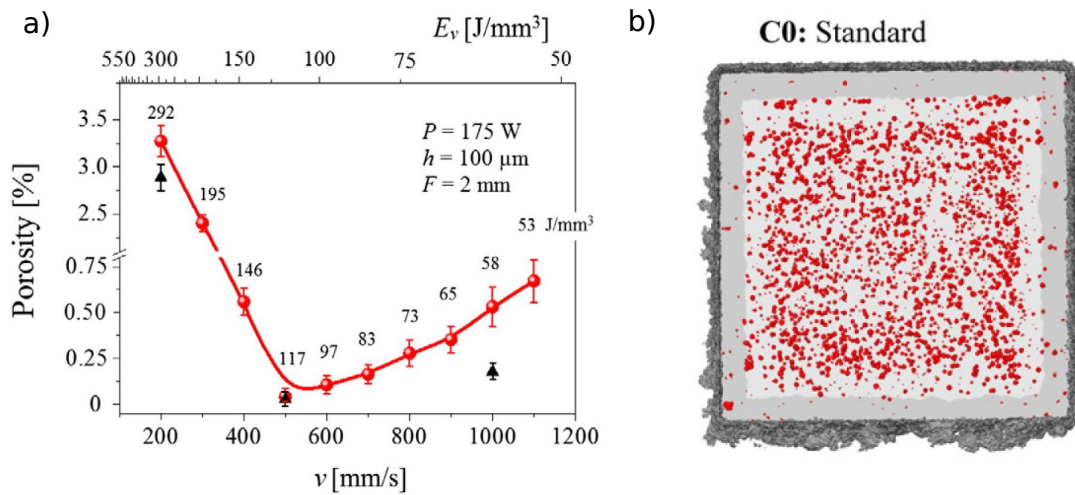 a)
E_v [J/mm³]
550 300 150 100 75 50
Porosity [%]
3.5
3.0
2.5
0.75
0.50
0.25
0
292
195
146
117
97
83
73
65
58
53 J/mm³
P = 175 W
h = 100 µm
F = 2 mm
200 400 600 800 1000 1200
v [mm/s]
b)
C0: Standard